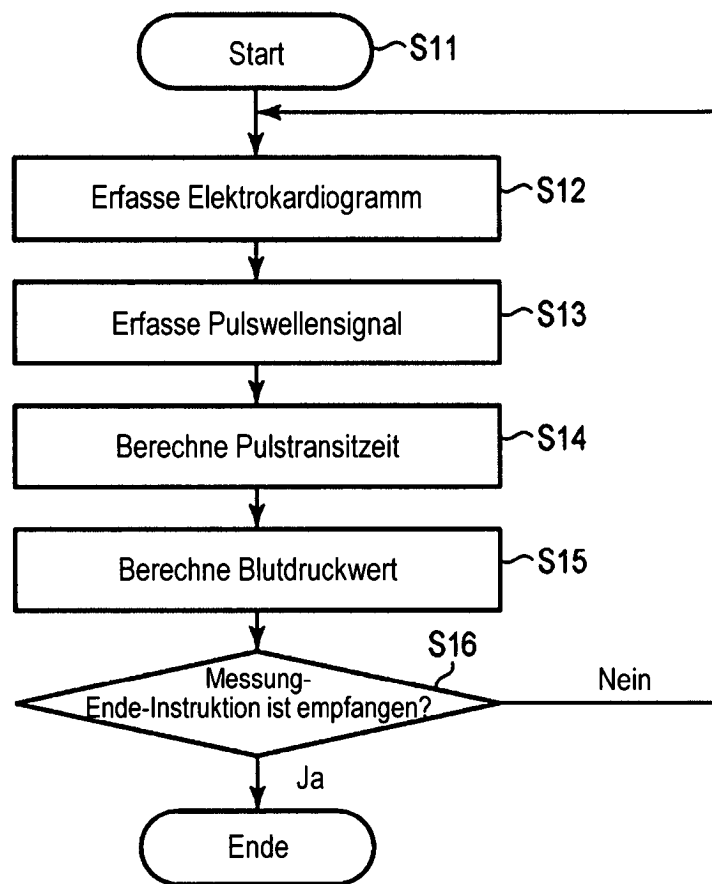 Start
S11
Erfasse Elektrokardiogramm
S12
Erfasse Pulswellensignal
S13
Berechne Pulstransitzeit
S14
Berechne Blutdruckwert
S15
S16
Messung-
Ende-Instruktion ist empfangen?
Nein
Ja
Ende